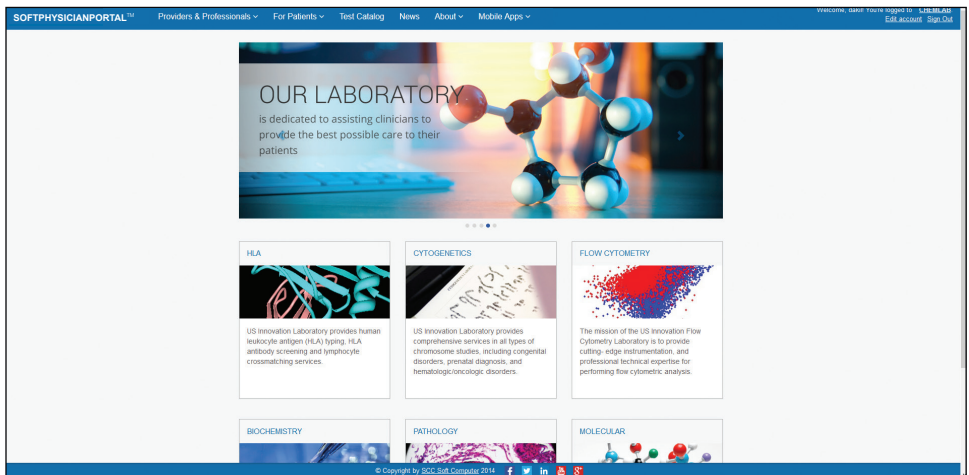 SOFTPHYSICIANPORTAL™ Providers & Professionals For Patients Test Catalog News About Mobile Apps
Welcome, dakil! You're logged to CHEMLAB
Edit account Sign Out
OUR LABORATORY
is dedicated to assisting clinicians to
provide the best possible care to their
patients
HLA
US Innovation Laboratory provides human
leukocyte antigen (HLA) typing, HLA
antibody screening and lymphocyte
crossmatching services.
CYTOGENETICS
US Innovation Laboratory provides
comprehensive services in all types of
chromosome studies, including congenital
disorders, prenatal diagnosis, and
hematologic/oncologic disorders.
FLOW CYTOMETRY
The mission of the US Innovation Flow
Cytometry Laboratory is to provide
cutting- edge instrumentation, and
professional technical expertise for
performing flow cytometric analysis.
BIOCHEMISTRY
PATHOLOGY
MOLECULAR
© Copyright by SCC Soft Computer 2014